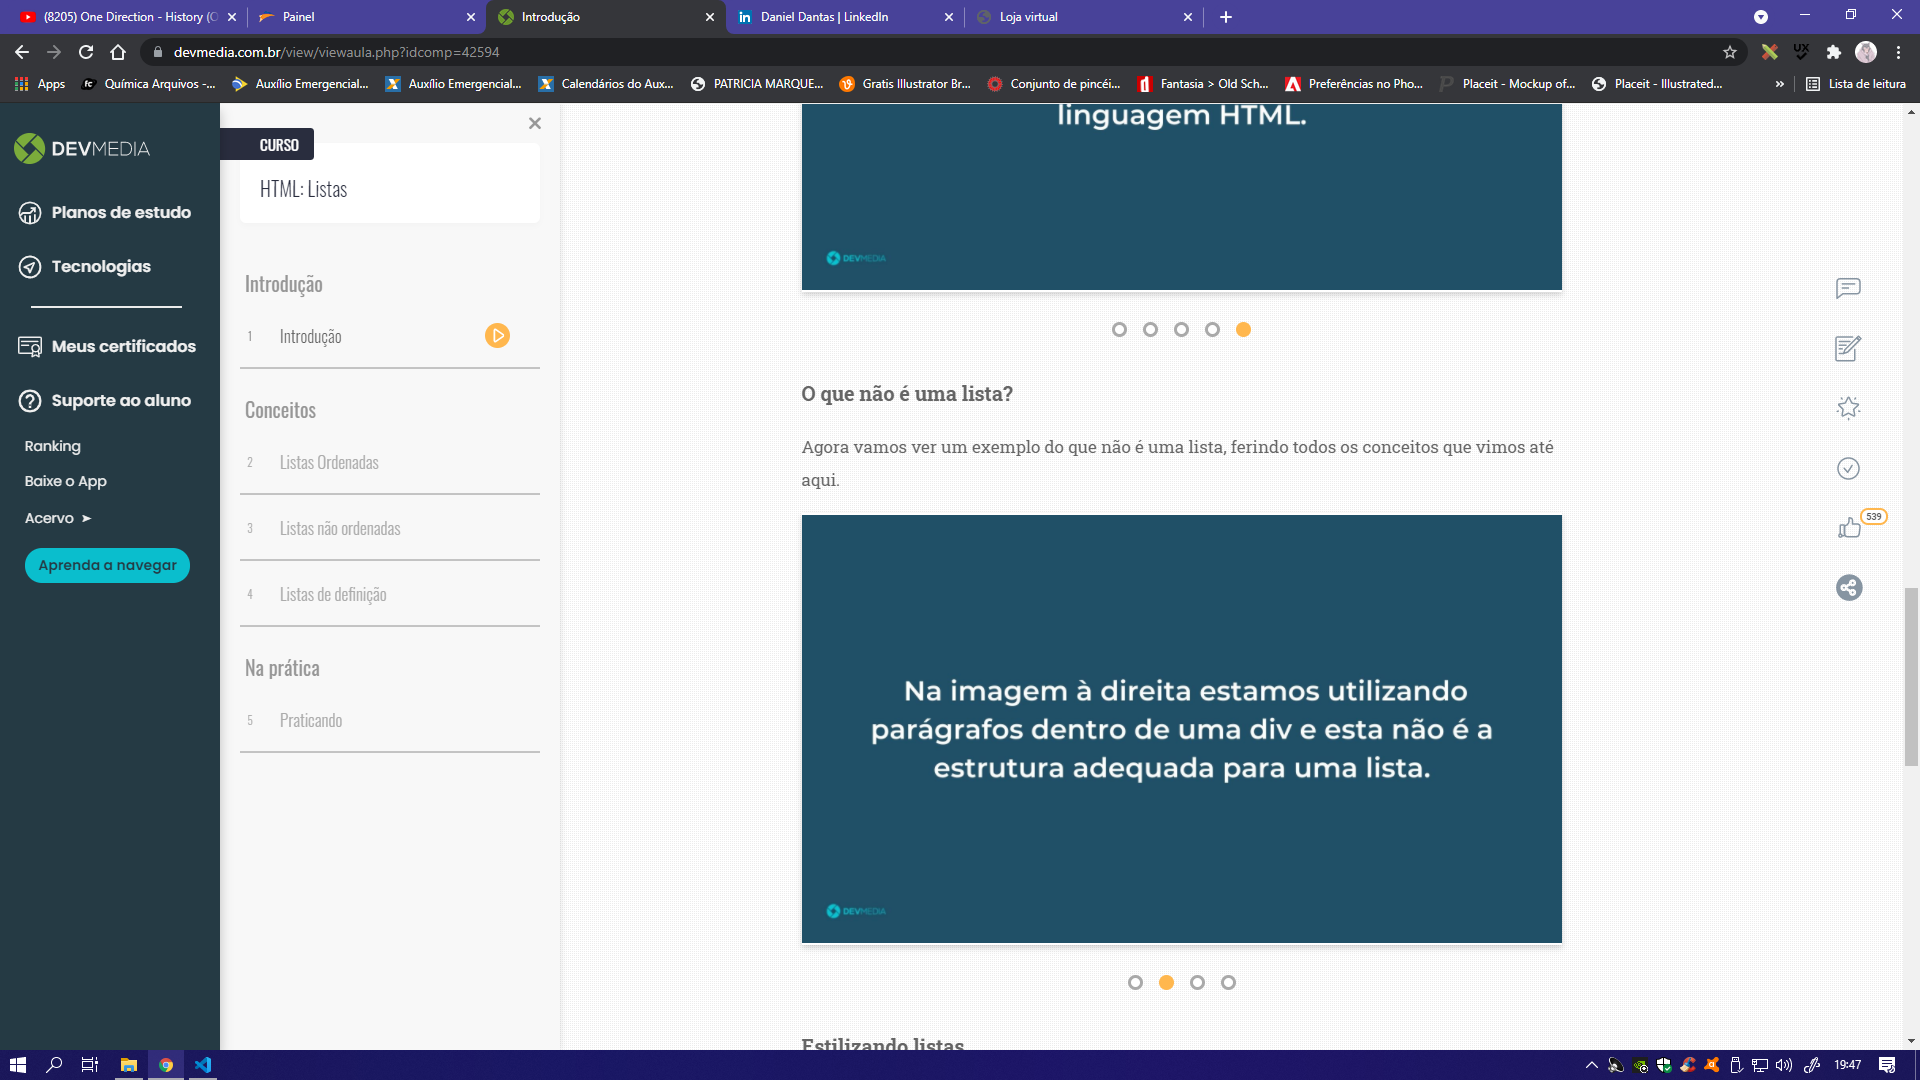 (8205) One Direction - History (O
Painel
Introdução
Daniel Dantas | LinkedIn
Loja virtual
devmedia.com.br/view/viewaula.php?idcomp=42594
Apps
Química Arquivos -...
Auxílio Emergencial...
Auxílio Emergencial...
Calendários do Aux...
PATRICIA MARQUE...
Gratis Illustrator Br...
Conjunto de pincéi...
Fantasia > Old Sch...
Preferências no Pho...
Placeit - Mockup of...
Placeit - Illustrated...
»
Lista de leitura
DEVMEDIA
Planos de estudo
Tecnologias
Meus certificados
Suporte ao aluno
Ranking
Baixe o App
Acervo ➤
Aprenda a navegar
CURSO
HTML: Listas
Introdução
1 Introdução
Conceitos
2 Listas Ordenadas
3 Listas não ordenadas
4 Listas de definição
Na prática
5 Praticando
linguagem HTML.
DEVMEDIA
O que não é uma lista?
Agora vamos ver um exemplo do que não é uma lista, ferindo todos os conceitos que vimos até
aqui.
Na imagem à direita estamos utilizando
parágrafos dentro de uma div e esta não é a
estrutura adequada para uma lista.
DEVMEDIA
Estilizando listas
539
UX
19:47